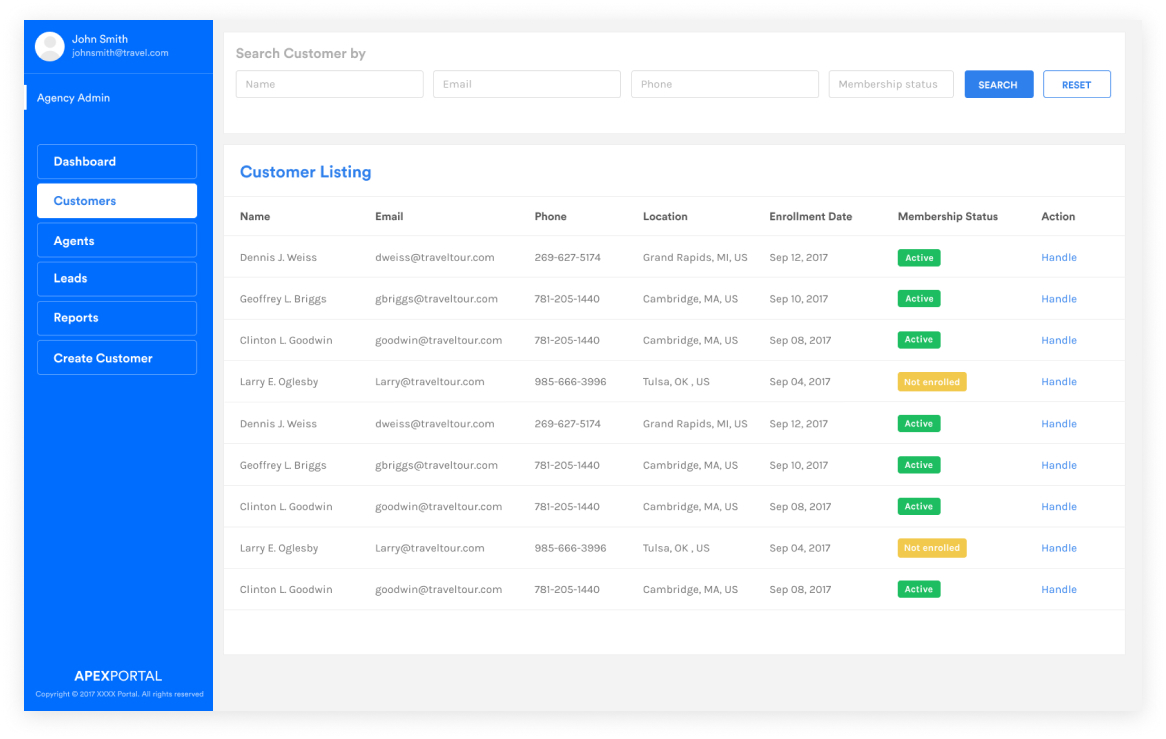 John Smith
johnsmith@travel.com
Agency Admin
Dashboard
Customers
Agents
Leads
Reports
Create Customer
APEXPORTAL
Copyright © 2017 XXXX Portal. All rights reserved
Search Customer by
Name Email Phone Membership status SEARCH RESET
Customer Listing
Name Email Phone Location Enrollment Date Membership Status Action
Dennis J. Weiss dweiss@traveltour.com 269-627-5174 Grand Rapids, MI, US Sep 12, 2017 Active Handle
Geoffrey L. Briggs gbriggs@traveltour.com 781-205-1440 Cambridge, MA, US Sep 10, 2017 Active Handle
Clinton L. Goodwin goodwin@traveltour.com 781-205-1440 Cambridge, MA, US Sep 08, 2017 Active Handle
Larry E. Oglesby Larry@traveltour.com 985-666-3996 Tulsa, OK , US Sep 04, 2017 Not enrolled Handle
Dennis J. Weiss dweiss@traveltour.com 269-627-5174 Grand Rapids, MI, US Sep 12, 2017 Active Handle
Geoffrey L. Briggs gbriggs@traveltour.com 781-205-1440 Cambridge, MA, US Sep 10, 2017 Active Handle
Clinton L. Goodwin goodwin@traveltour.com 781-205-1440 Cambridge, MA, US Sep 08, 2017 Active Handle
Larry E. Oglesby Larry@traveltour.com 985-666-3996 Tulsa, OK , US Sep 04, 2017 Not enrolled Handle
Clinton L. Goodwin goodwin@traveltour.com 781-205-1440 Cambridge, MA, US Sep 08, 2017 Active Handle